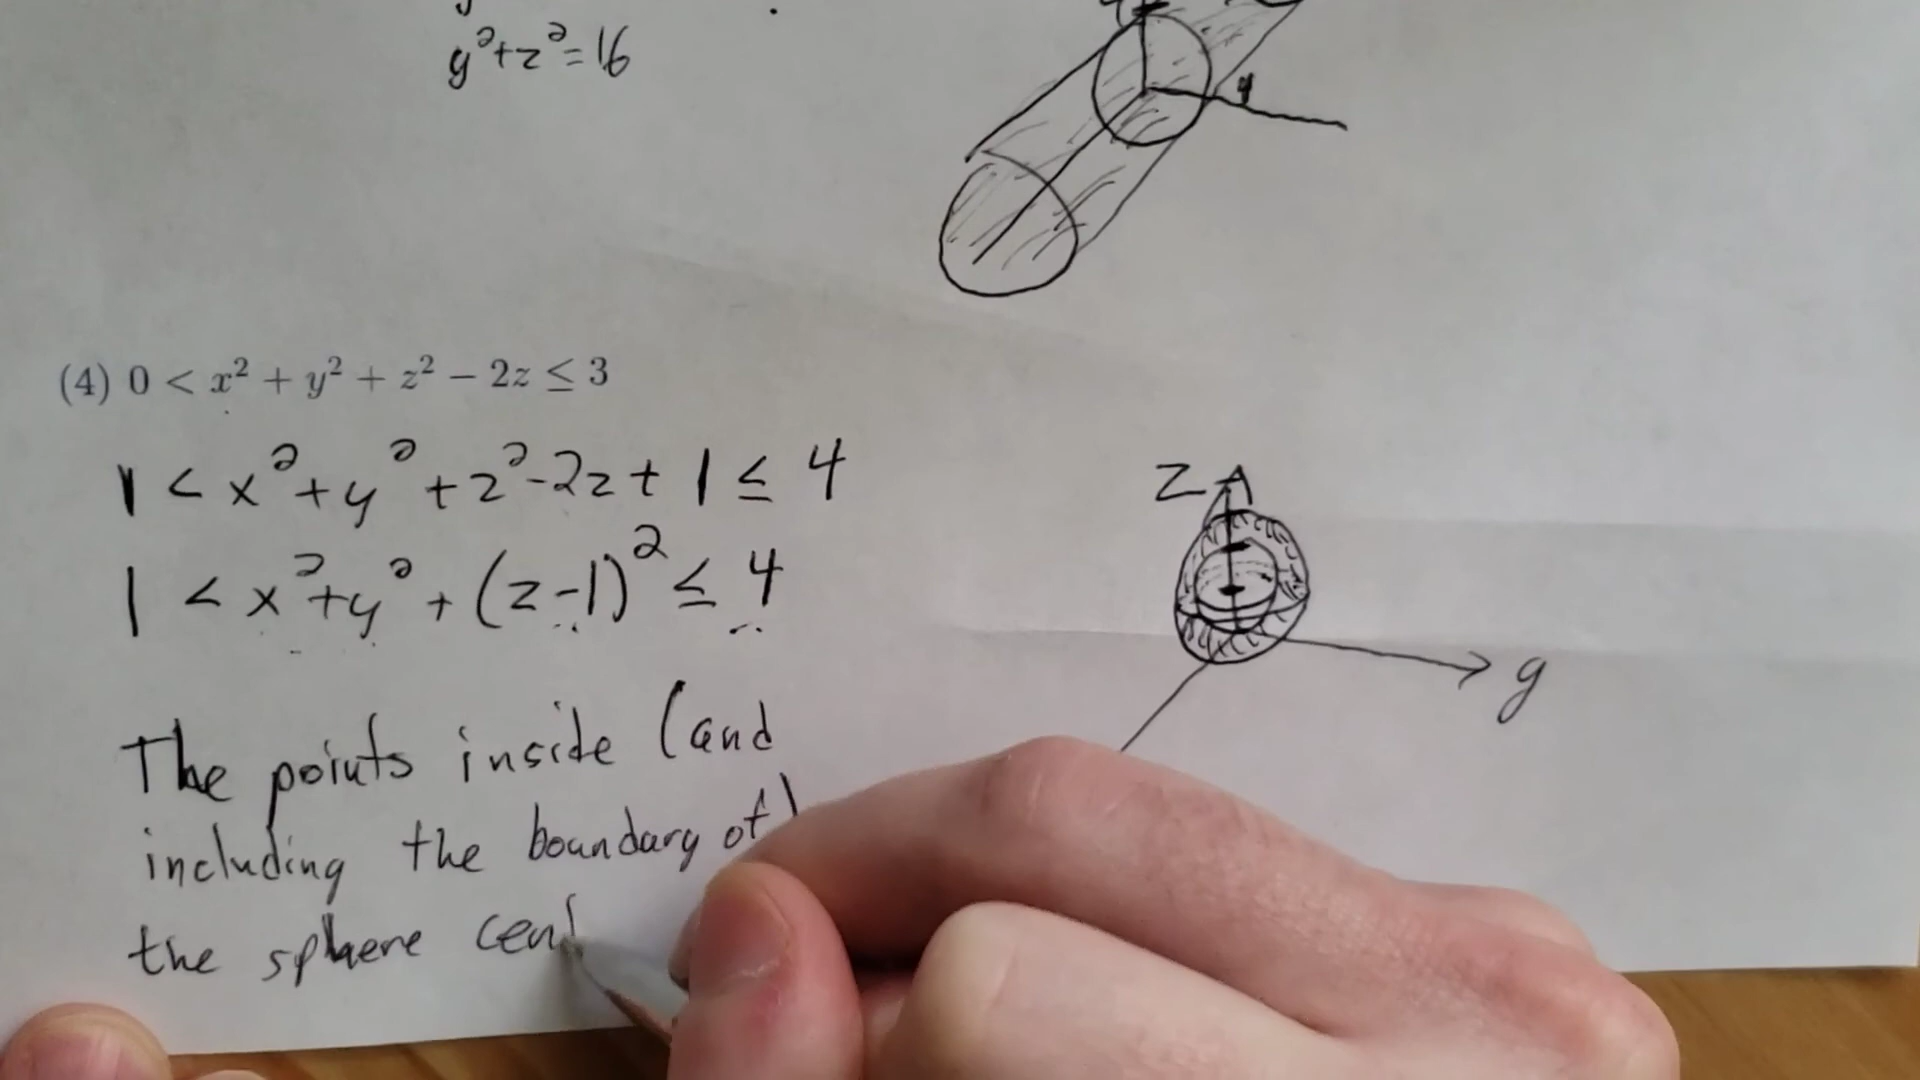 y²+z²=16
4
(4) 0 < x² + y² + z² − 2z ≤ 3
1 < x²+y²+z²-2z+1 ≤ 4
Z
1 < x²+y²+(z-1)² ≤ 4
y
The points inside (and
including the boundary of)
the sphere cent